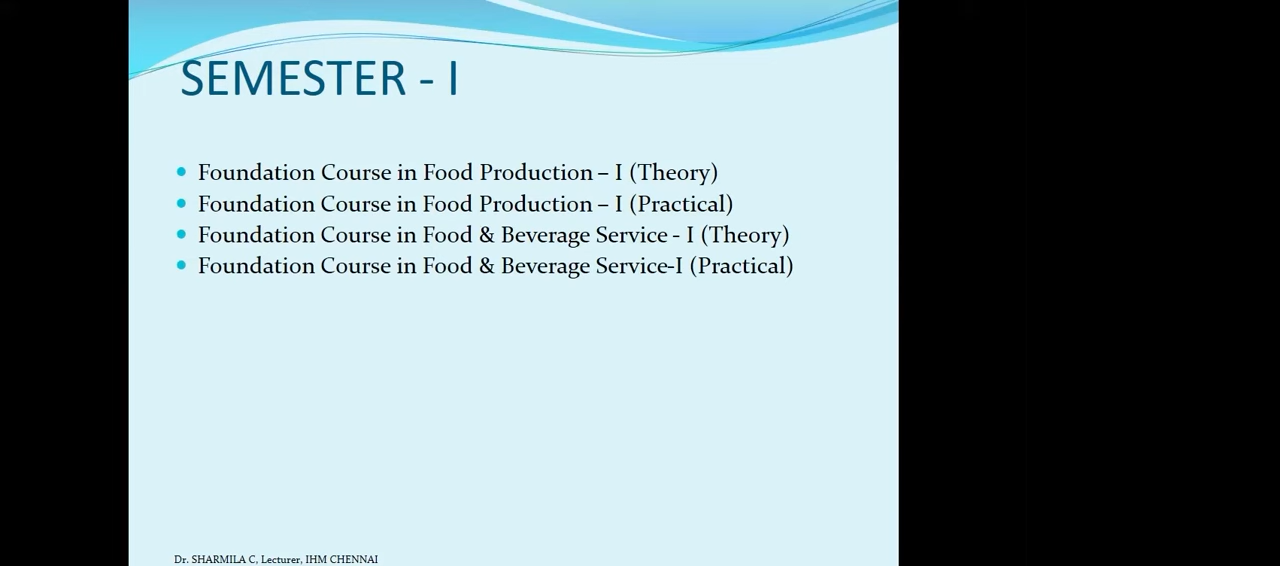 SEMESTER - I
Foundation Course in Food Production – I (Theory)
Foundation Course in Food Production – I (Practical)
Foundation Course in Food & Beverage Service - I (Theory)
Foundation Course in Food & Beverage Service-I (Practical)
Dr. SHARMILA C, Lecturer, IHM CHENNAI